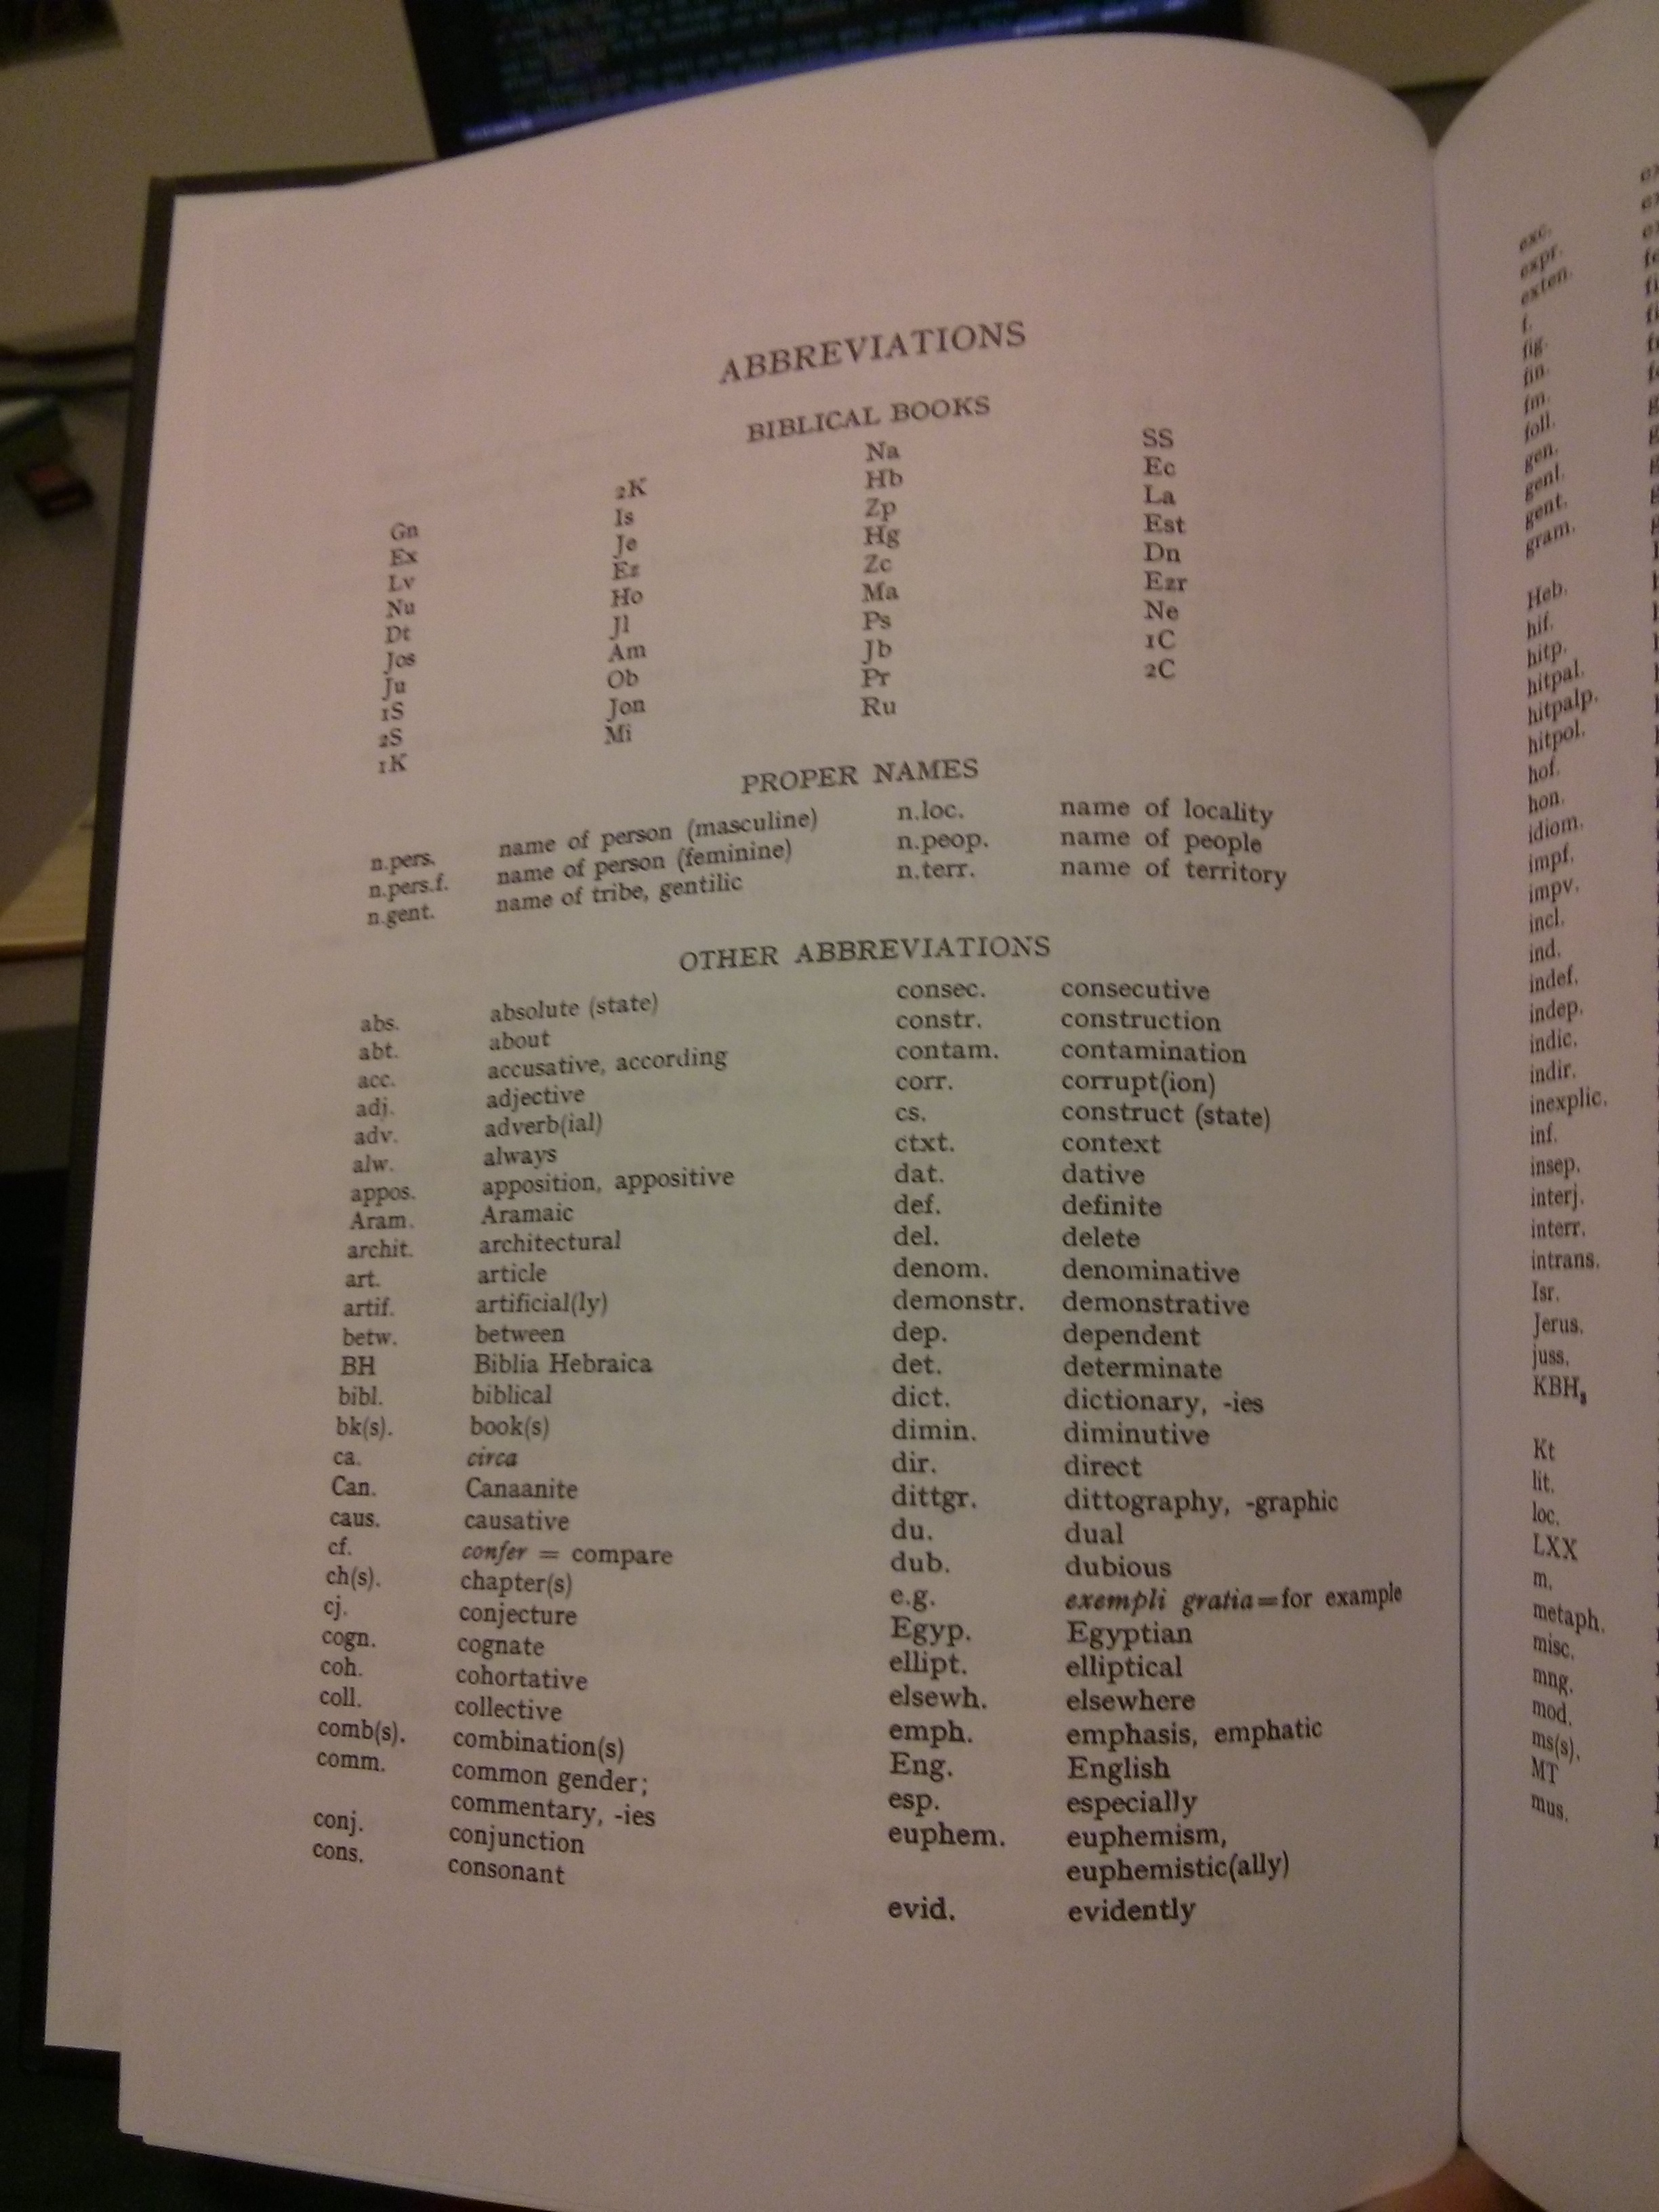 ABBREVIATIONS
BIBLICAL BOOKS
Gn
Ex
Lv
Nu
Dt
Jos
Ju
1S
2S
1K
2K
Is
Je
Ez
Ho
Jl
Am
Ob
Jon
Mi
Na
Hb
Zp
Hg
Zc
Ma
Ps
Jb
Pr
Ru
SS
Ec
La
Est
Dn
Ezr
Ne
1C
2C
PROPER NAMES
n.pers. name of person (masculine)
n.pers.f. name of person (feminine)
n.gent. name of tribe, gentilic
n.loc. name of locality
n.peop. name of people
n.terr. name of territory
OTHER ABBREVIATIONS
abs. absolute (state)
abt. about
acc. accusative, according
adj. adjective
adv. adverb(ial)
alw. always
appos. apposition, appositive
Aram. Aramaic
archit. architectural
art. article
artif. artificial(ly)
betw. between
BH Biblia Hebraica
bibl. biblical
bk(s). book(s)
ca. circa
Can. Canaanite
caus. causative
cf. confer = compare
ch(s). chapter(s)
cj. conjecture
cogn. cognate
coh. cohortative
coll. collective
comb(s). combination(s)
comm. common gender;
commentary, -ies
conj. conjunction
cons. consonant
consec. consecutive
constr. construction
contam. contamination
corr. corrupt(ion)
cs. construct (state)
ctxt. context
dat. dative
def. definite
del. delete
denom. denominative
demonstr. demonstrative
dep. dependent
det. determinate
dict. dictionary, -ies
dimin. diminutive
dir. direct
dittgr. dittography, -graphic
du. dual
dub. dubious
e.g. exempli gratia=for example
Egyp. Egyptian
ellipt. elliptical
elsewh. elsewhere
emph. emphasis, emphatic
Eng. English
esp. especially
euphem. euphemism,
euphemistic(ally)
evid. evidently
exc.
expr.
exten.
f.
fig.
fin.
fm.
foll.
gen.
genl.
gent.
gram.
Heb.
hif.
hitp.
hitpal.
hitpalp.
hitpol.
hof.
hon.
idiom.
impf.
impv.
incl.
ind.
indef.
indep.
indic.
indir.
inexplic.
inf.
insep.
interj.
interr.
intrans.
Isr.
Jerus.
juss.
KBH₃
Kt
lit.
loc.
LXX
m.
metaph.
misc.
mng.
mod.
ms(s).
MT
mus.